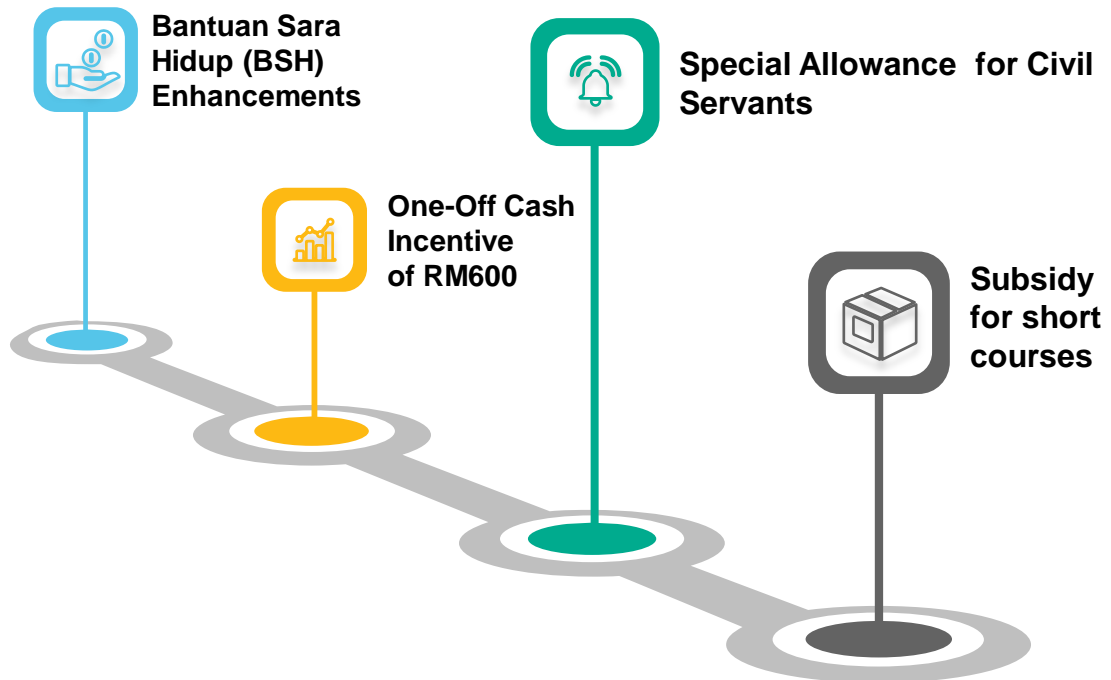 Bantuan Sara
Hidup (BSH)
Enhancements
One-Off Cash
Incentive
of RM600
Special Allowance  for Civil
Servants
Subsidy
for short
courses